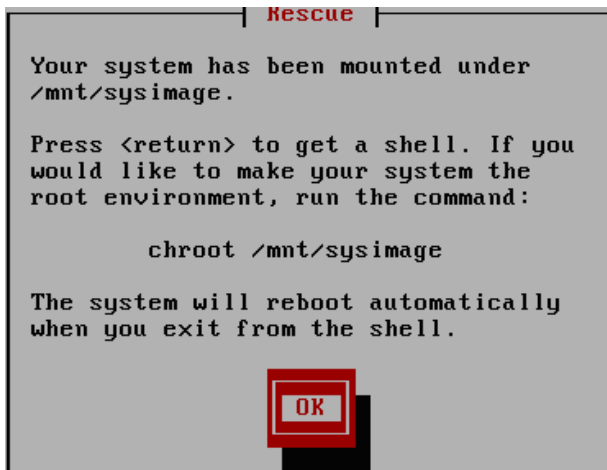 Rescue
Your system has been mounted under
/mnt/sysimage.
Press <return> to get a shell. If you
would like to make your system the
root environment, run the command:
chroot /mnt/sysimage
The system will reboot automatically
when you exit from the shell.
OK